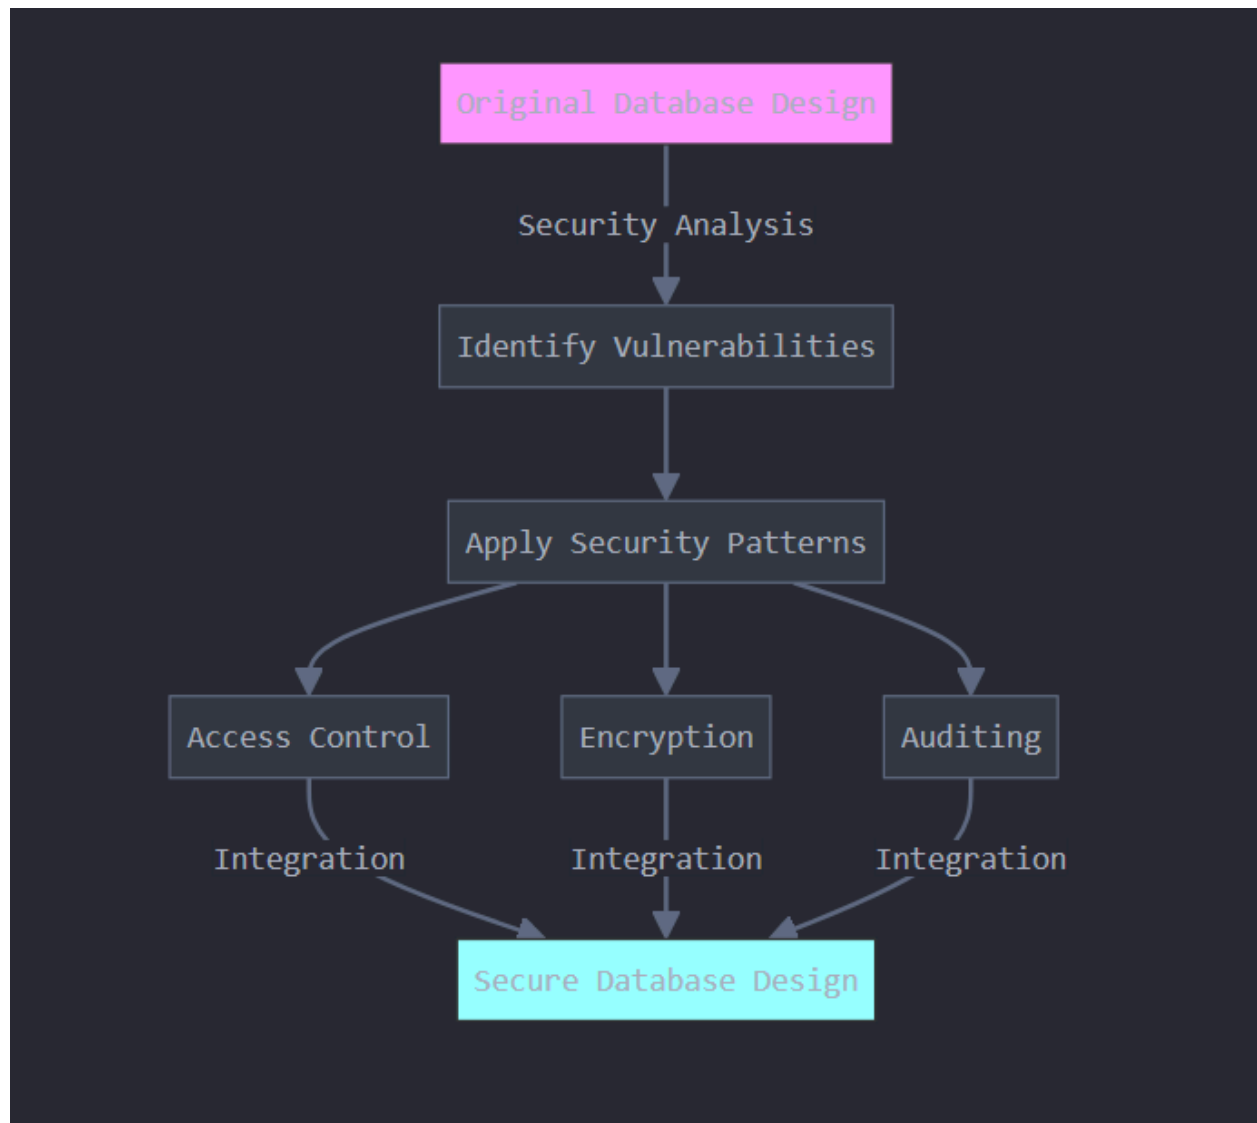 Original Database Design
Security Analysis
Identify Vulnerabilities
Apply Security Patterns
Access Control
Encryption
Auditing
Integration
Integration
Integration
Secure Database Design